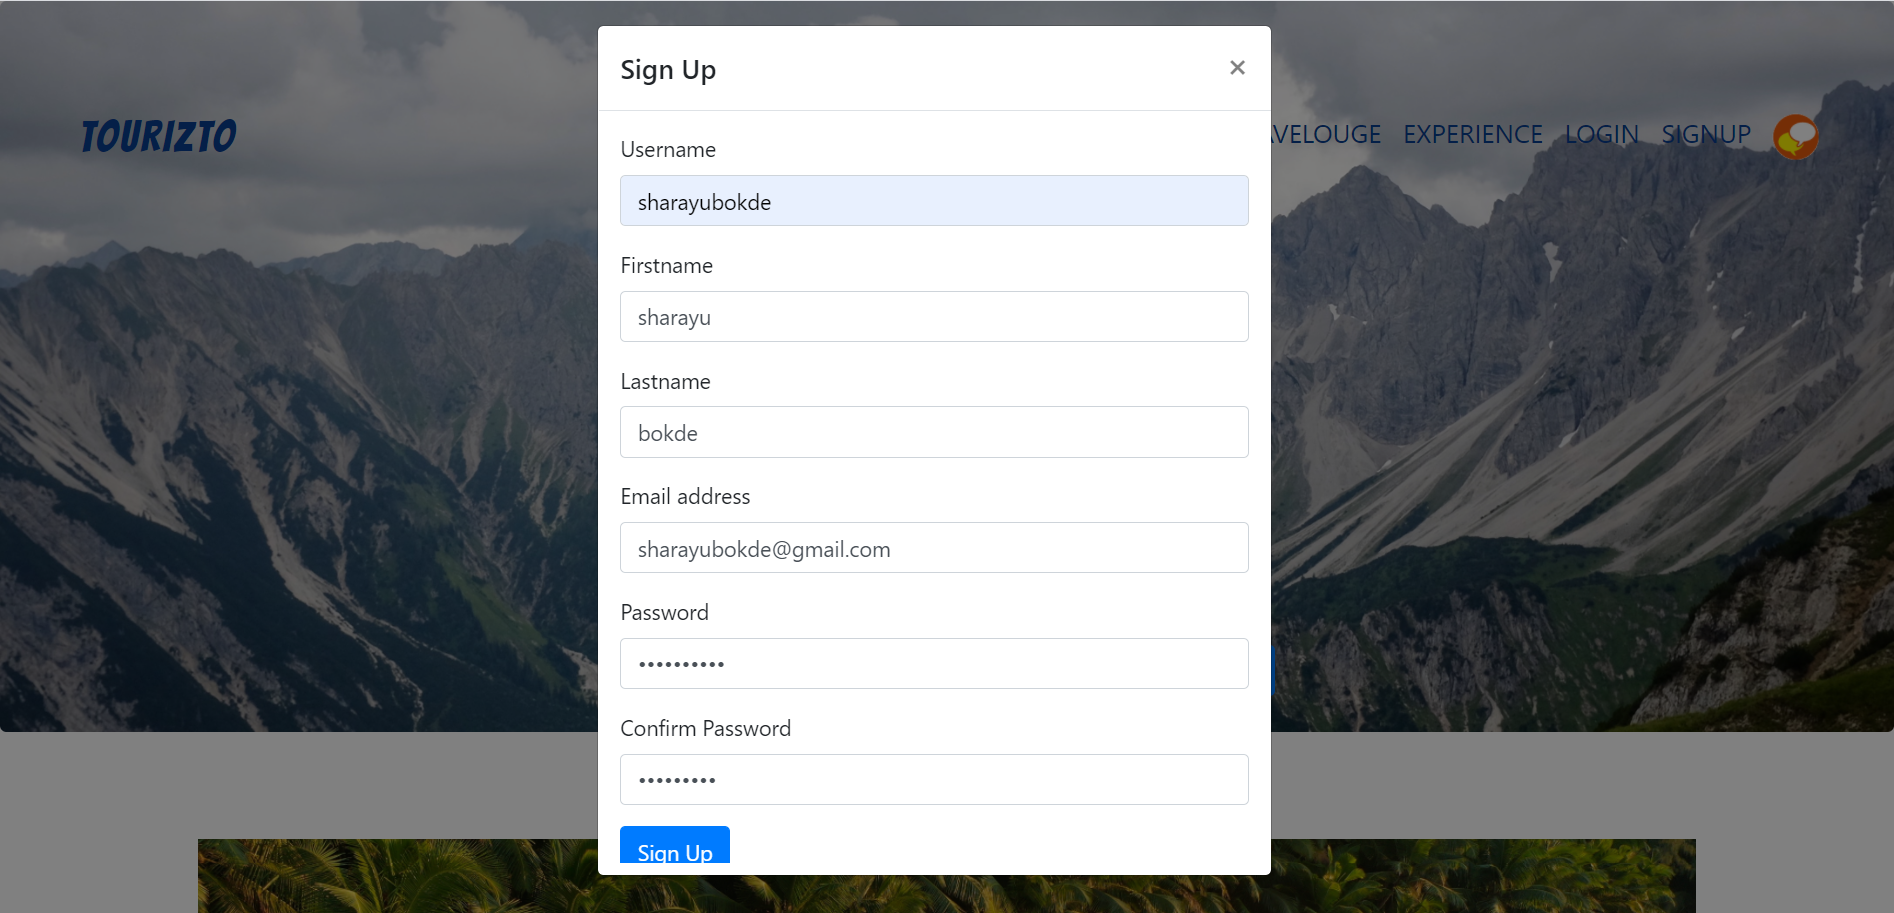 Sign Up ×
TOURIZTO
AVELOUGE EXPERIENCE LOGIN SIGNUP
Username
sharayubokde
Firstname
sharayu
Lastname
bokde
Email address
sharayubokde@gmail.com
Password
••••••••••
Confirm Password
•••••••••
Sign Up